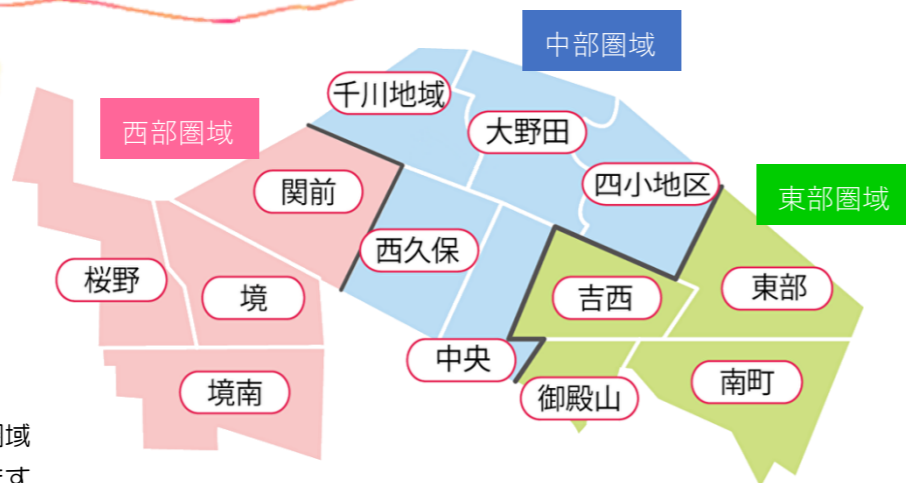 中部圏域
千川地域
西部圏域
大野田
関前
四小地区
東部圏域
西久保
桜野
境
吉西
東部
中央
境南
御殿山
南町
域
す